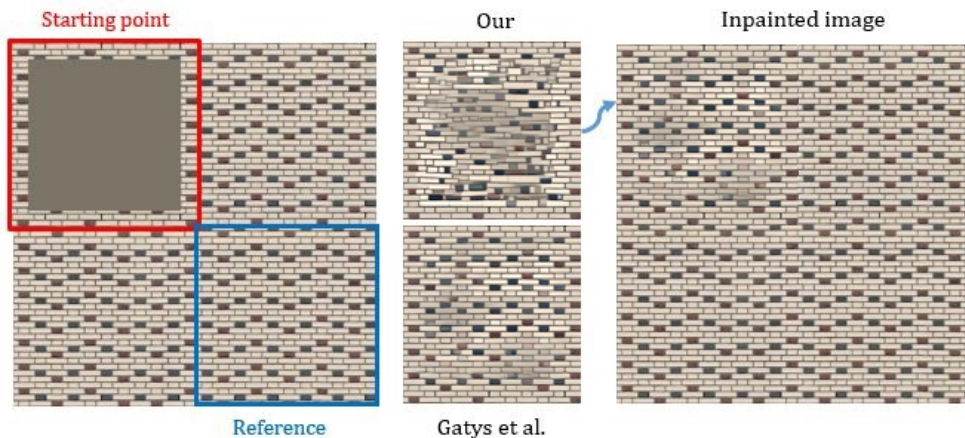 Starting point
Our
Inpainted image
Reference
Gatys et al.